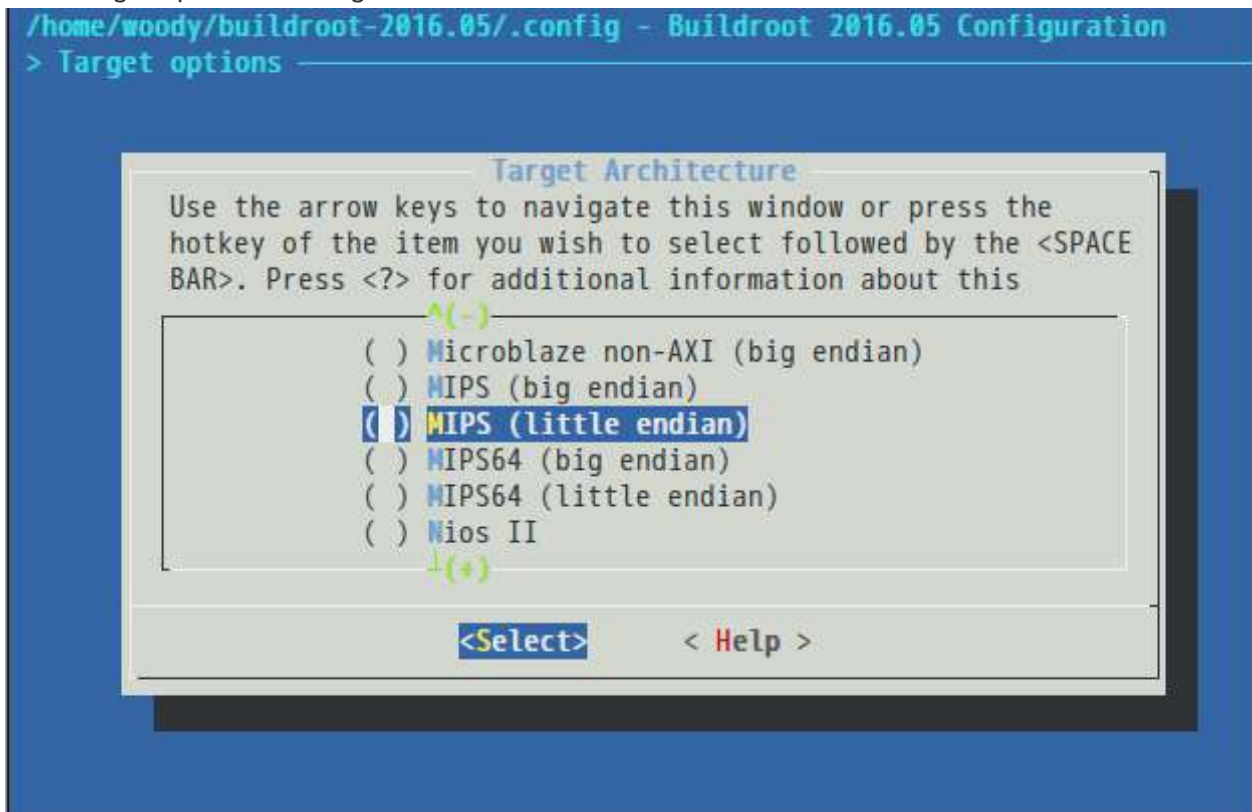 /home/woody/buildroot-2016.05/.config - Buildroot 2016.05 Configuration
> Target options
Target Architecture
Use the arrow keys to navigate this window or press the
hotkey of the item you wish to select followed by the <SPACE
BAR>. Press <?> for additional information about this
^(-)
( ) Microblaze non-AXI (big endian)
( ) MIPS (big endian)
( ) MIPS (little endian)
( ) MIPS64 (big endian)
( ) MIPS64 (little endian)
( ) Nios II
┴(+)
<Select> < Help >